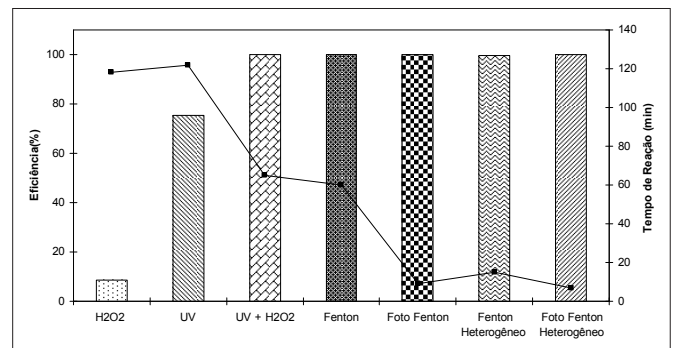 Eficiência(%)
100
80
60
40
20
0
140
120
100
80
60
40
20
0
Tempo de Reação (min)
H2O2
UV
UV + H2O2
Fenton
Foto Fenton
Fenton
Heterogêneo
Foto Fenton
Heterogêneo